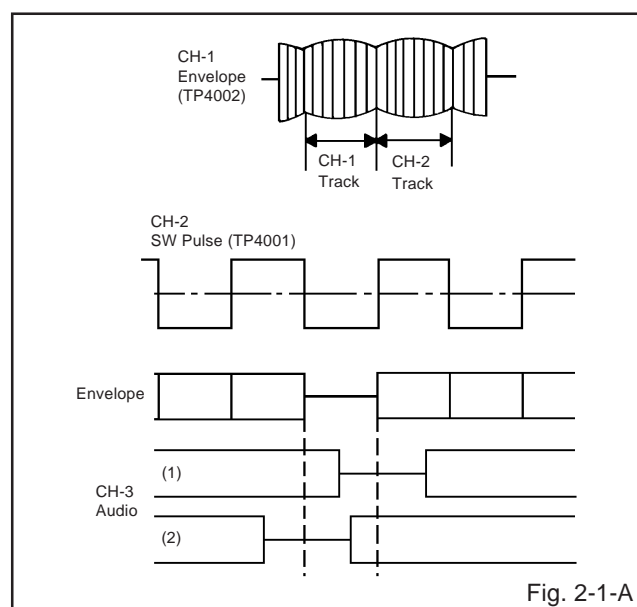 CH-1
Envelope
(TP4002)
CH-1
Track
CH-2
Track
CH-2
SW Pulse (TP4001)
Envelope
CH-3
Audio
(1)
(2)
Fig. 2-1-A